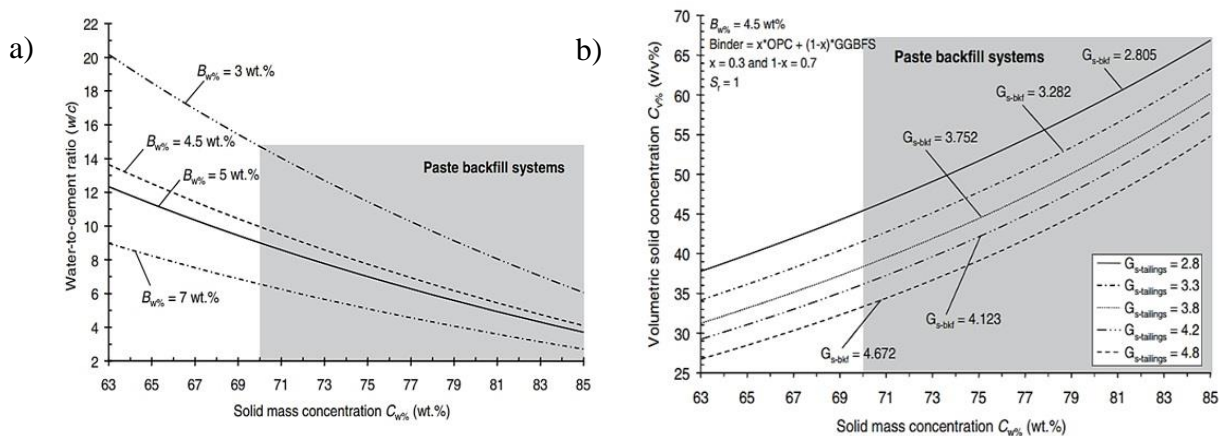 a)
22
20
18
16
14
12
10
8
6
4
2
Water-to-cement ratio (w/c)
B_w% = 3 wt.%
B_w% = 4.5 wt.%
B_w% = 5 wt.%
B_w% = 7 wt.%
Paste backfill systems
63 65 67 69 71 73 75 77 79 81 83 85
Solid mass concentration C_w% (wt.%)
b)
70
65
60
55
50
45
40
35
30
25
Volumetric solid concentration C_v% (v/v%)
B_w% = 4.5 wt%
Binder = x*OPC + (1-x)*GGBFS
x = 0.3 and 1-x = 0.7
S_r = 1
Paste backfill systems
G_s-bkf = 2.805
G_s-bkf = 3.282
G_s-bkf = 3.752
G_s-bkf = 4.123
G_s-bkf = 4.672
G_s-tailings = 2.8
G_s-tailings = 3.3
G_s-tailings = 3.8
G_s-tailings = 4.2
G_s-tailings = 4.8
63 65 67 69 71 73 75 77 79 81 83 85
Solid mass concentration C_w% (wt.%)